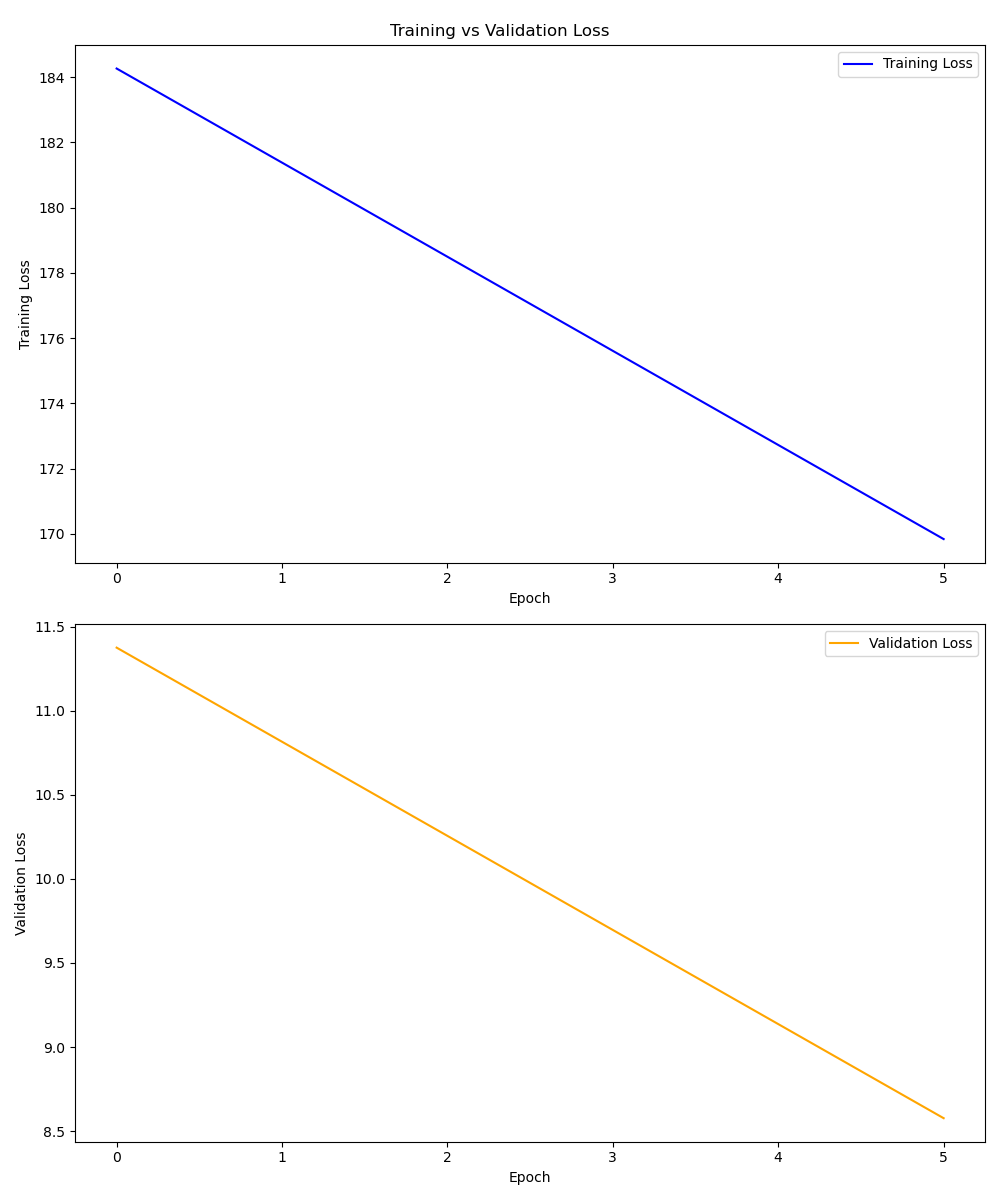 Training vs Validation Loss
Training Loss
184
182
180
178
176
174
172
170
Training Loss
0 1 2 3 4 5
Epoch
Validation Loss
11.5
11.0
10.5
10.0
9.5
9.0
8.5
Validation Loss
0 1 2 3 4 5
Epoch